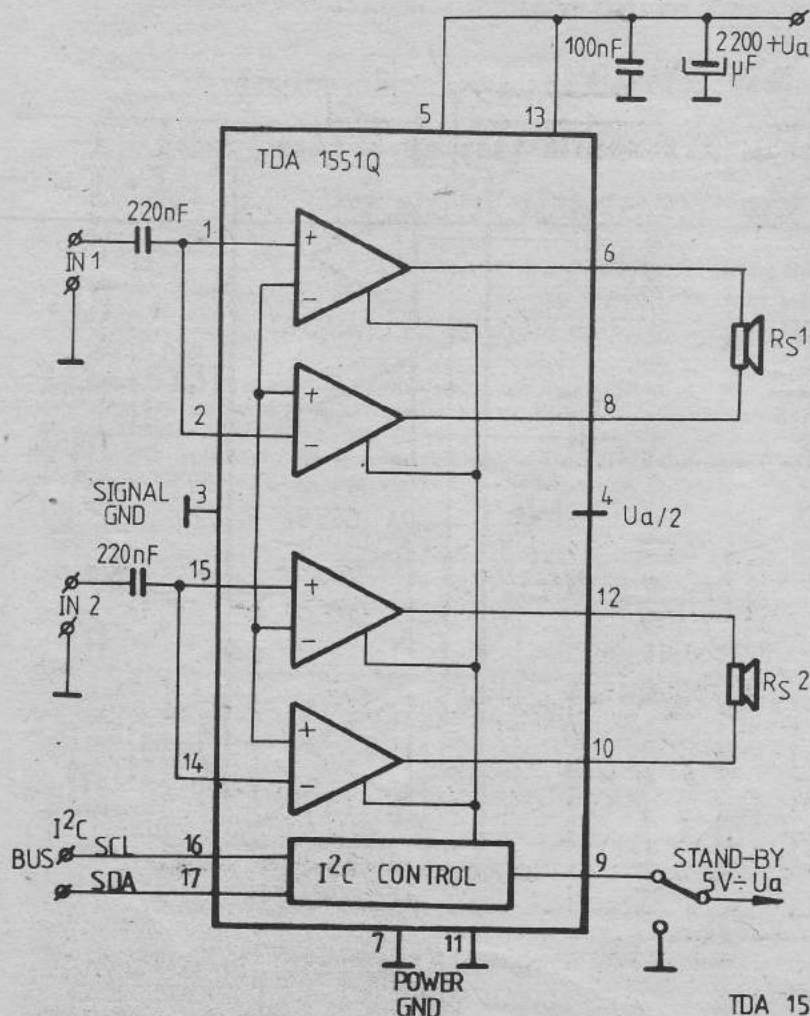 100nF
2200
µF
+Ua
5
13
TDA 1551Q
220nF
1
IN 1
+
−
6
RS1
2
+
−
8
SIGNAL
GND
3
4
Ua/2
220nF
15
IN 2
+
−
12
RS2
14
+
−
10
I²C
BUS
SCL
16
SDA
17
I²C CONTROL
9
STAND-BY
5V÷Ua
7
11
POWER
GND
TDA 15